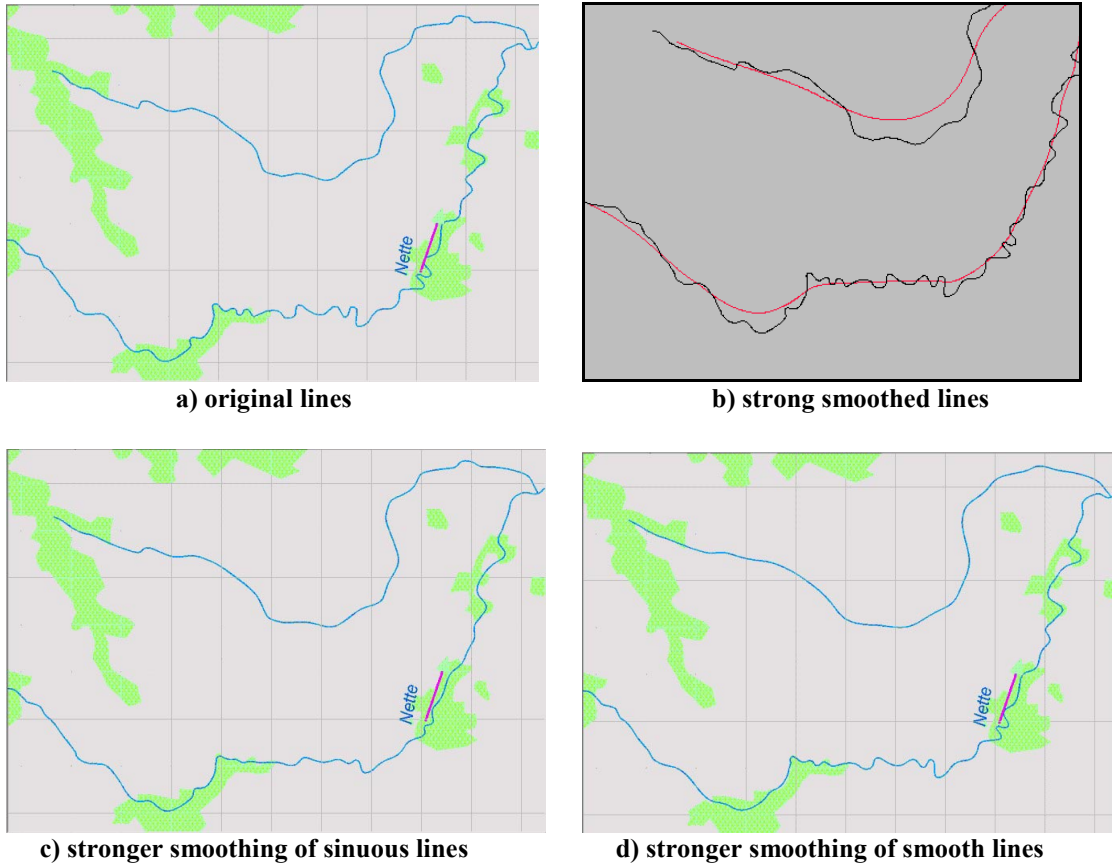 Nette
a) original lines
b) strong smoothed lines
Nette
Nette
c) stronger smoothing of sinuous lines
d) stronger smoothing of smooth lines